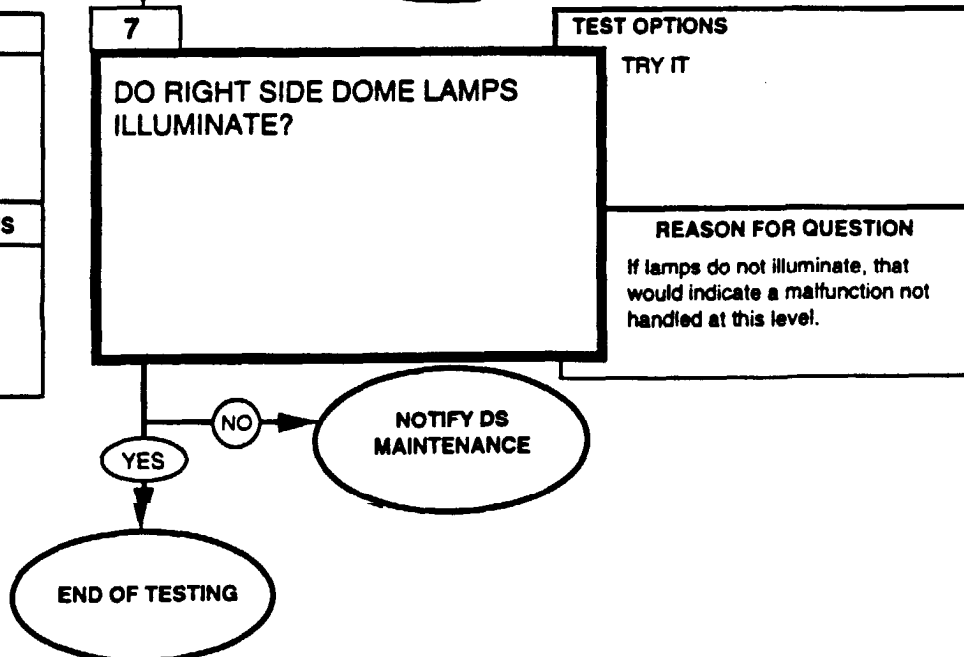 7
DO RIGHT SIDE DOME LAMPS
ILLUMINATE?
TEST OPTIONS
TRY IT
S
REASON FOR QUESTION
If lamps do not illuminate, that
would indicate a malfunction not
handled at this level.
NO
NOTIFY DS
MAINTENANCE
YES
END OF TESTING